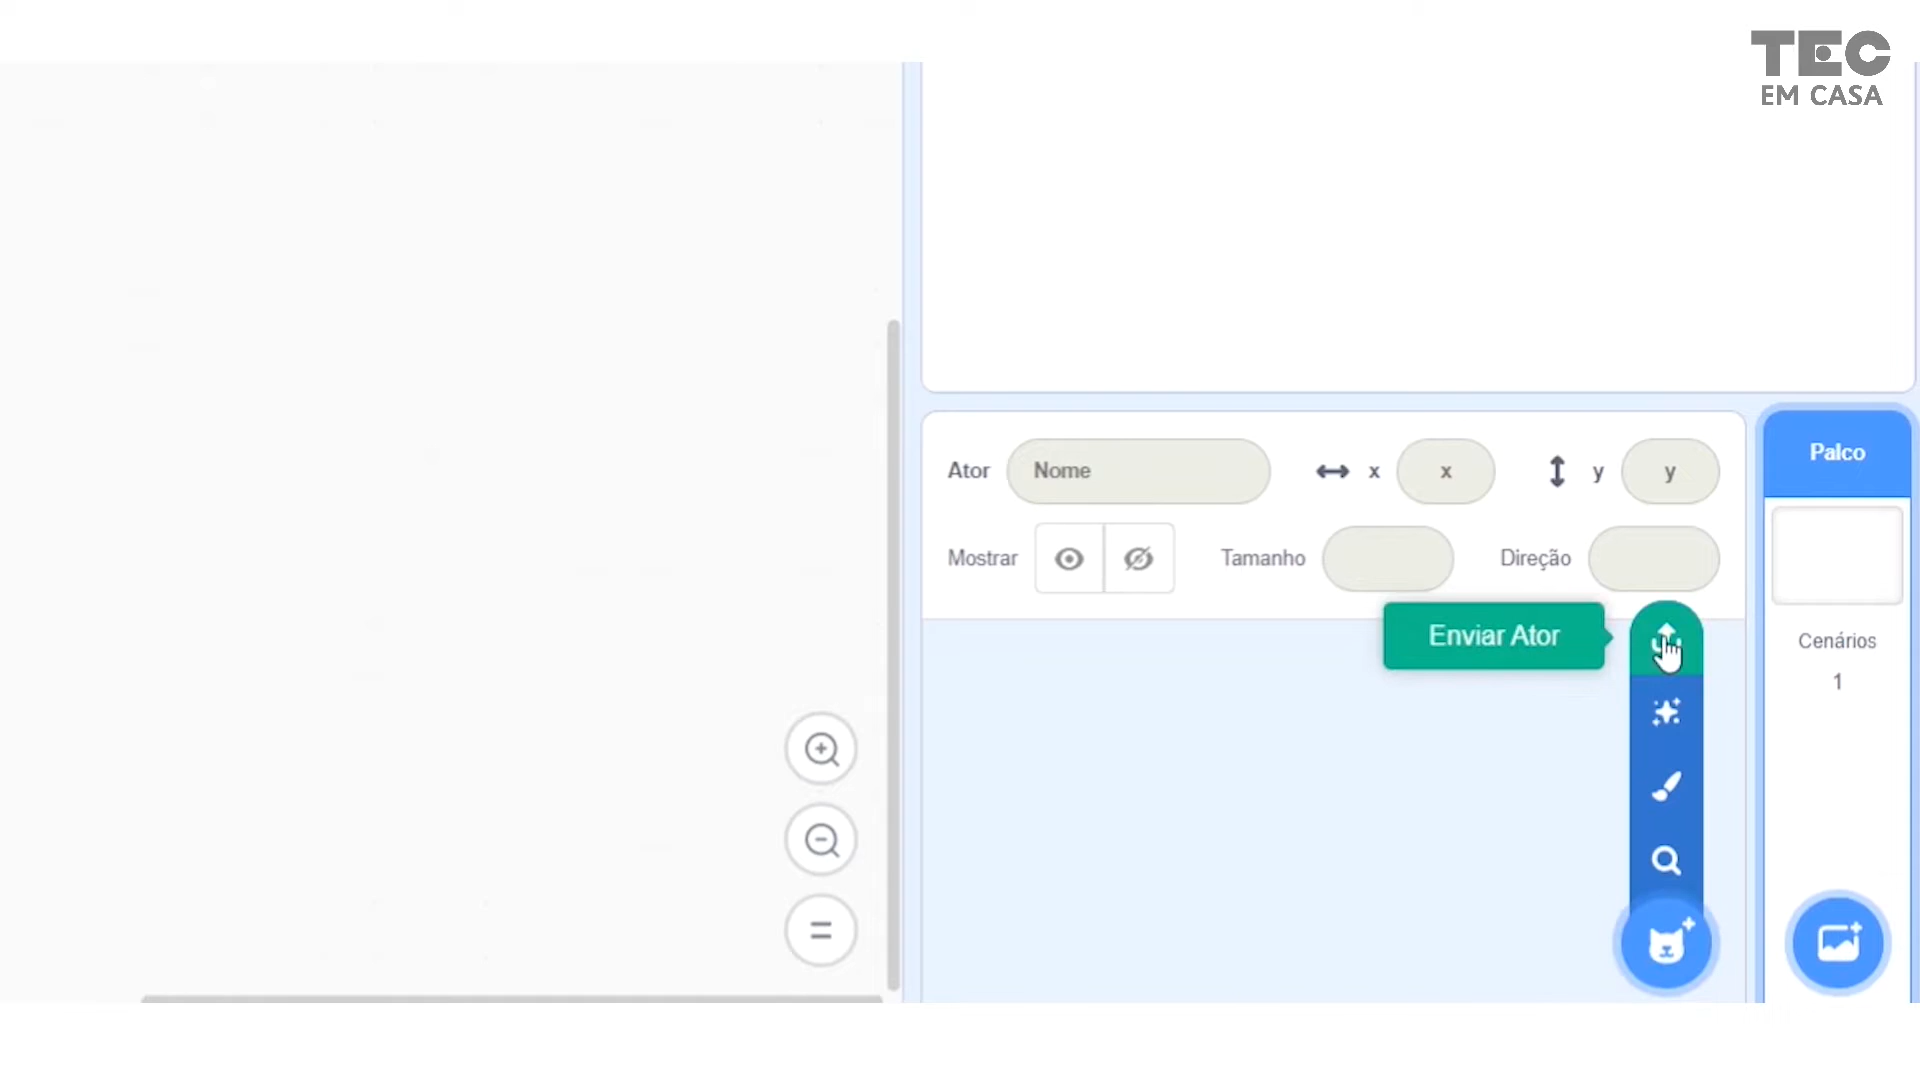 TEC
EM CASA
Ator Nome x x y y
Mostrar Tamanho Direção
Enviar Ator
Palco
Cenários
1